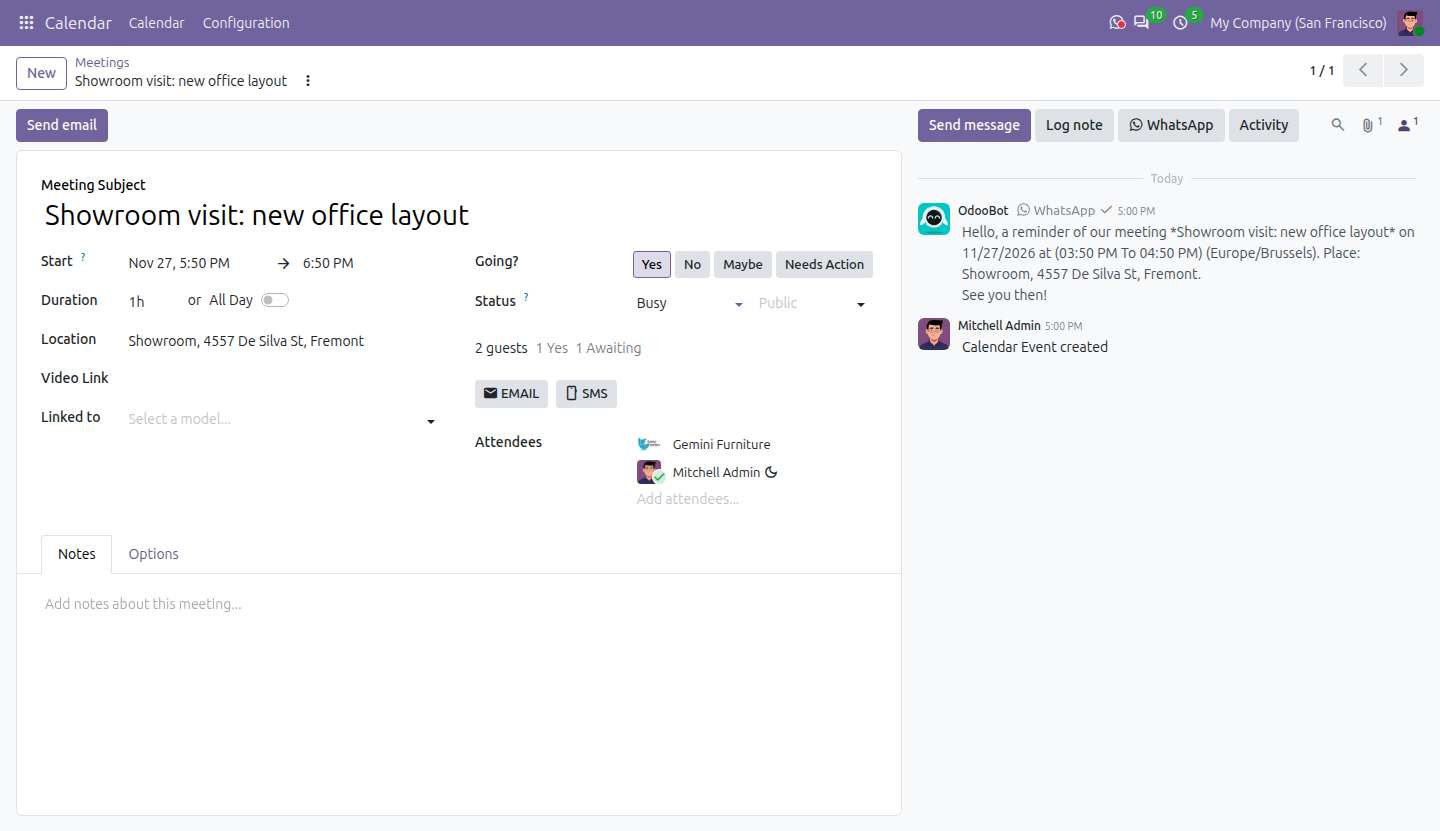 Calendar Calendar Configuration 10 5 My Company (San Francisco)
New Meetings
Showroom visit: new office layout 1 / 1
Send email Send message Log note WhatsApp Activity 1 1
Meeting Subject
Showroom visit: new office layout
Start ? Nov 27, 5:50 PM → 6:50 PM
Duration 1h or All Day
Location Showroom, 4557 De Silva St, Fremont
Video Link
Linked to Select a model...
Going? Yes No Maybe Needs Action
Status ? Busy Public
2 guests 1 Yes 1 Awaiting
EMAIL SMS
Attendees Gemini Furniture
Mitchell Admin
Add attendees...
Notes Options
Add notes about this meeting...
Today
OdooBot WhatsApp 5:00 PM
Hello, a reminder of our meeting *Showroom visit: new office layout* on
11/27/2026 at (03:50 PM To 04:50 PM) (Europe/Brussels). Place:
Showroom, 4557 De Silva St, Fremont.
See you then!
Mitchell Admin 5:00 PM
Calendar Event created